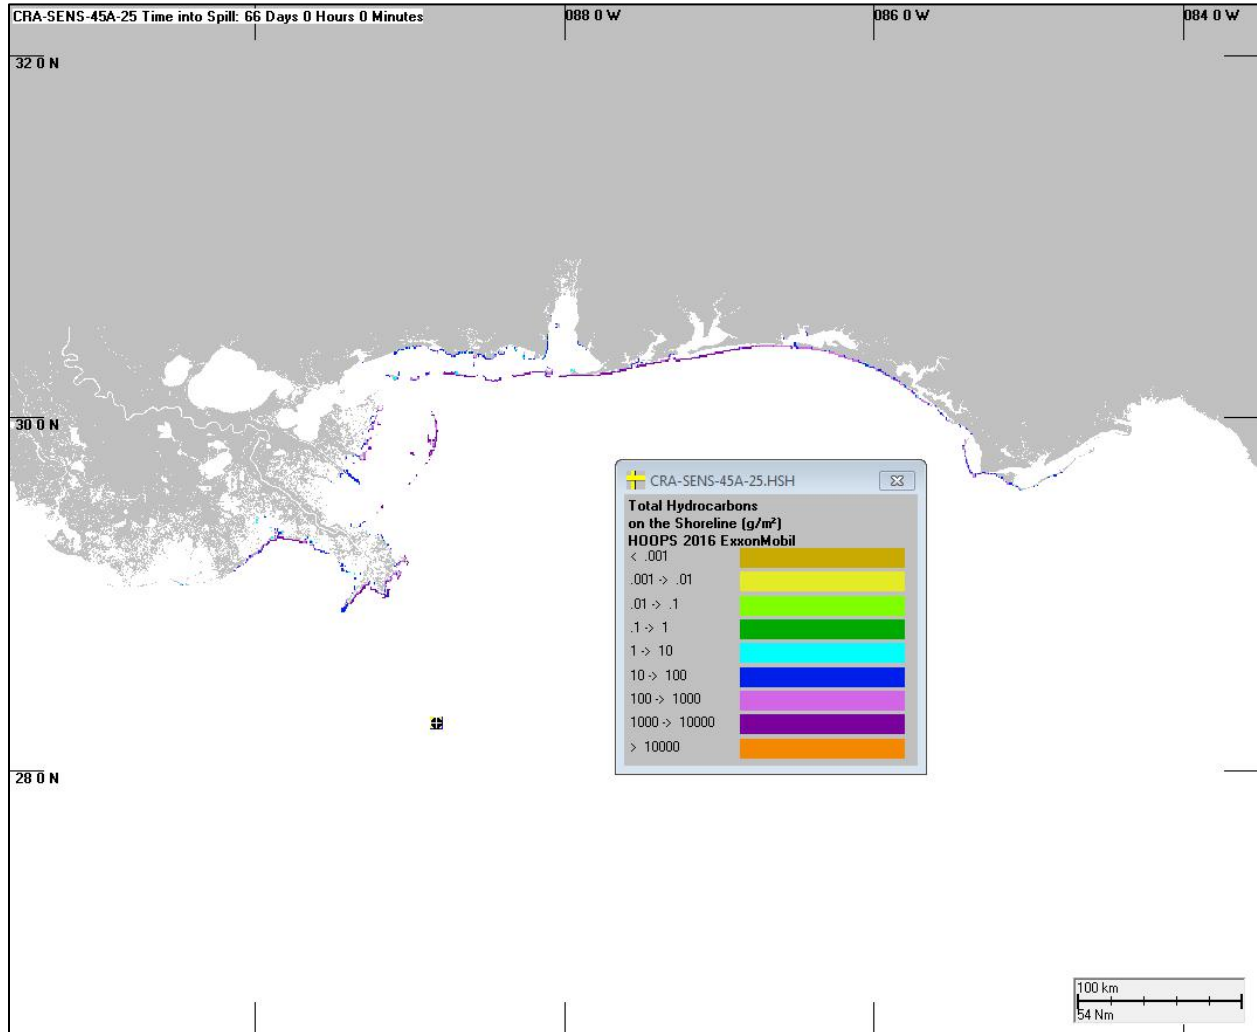 CRA-SENS-45A-25 Time into Spill: 66 Days 0 Hours 0 Minutes
088 0 W
086 0 W
084 0 W
32 0 N
30 0 N
28 0 N
CRA-SENS-45A-25.HSH
Total Hydrocarbons
on the Shoreline (g/m²)
HOOPS 2016 ExxonMobil
< .001
.001 -> .01
.01 -> .1
.1 -> 1
1 -> 10
10 -> 100
100 -> 1000
1000 -> 10000
> 10000
100 km
54 Nm